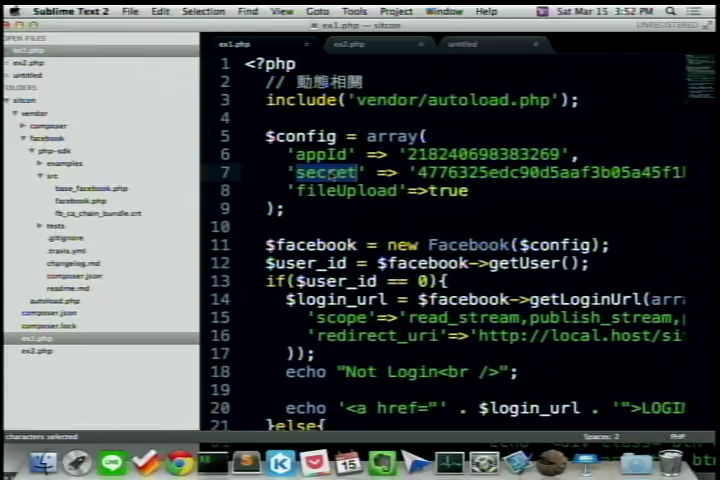 Sublime Text 2 File Edit Selection Find View Goto Tools Project Window Help Sat Mar 15 3:52 PM
ex1.php — sitcon UNREGISTERED
OPEN FILES
ex1.php
ex2.php
untitled
FOLDERS
sitcon
vendor
composer
facebook
php-sdk
examples
src
base_facebook.php
facebook.php
fb_ca_chain_bundle.crt
tests
.gitignore
.travis.yml
changelog.md
composer.json
readme.md
autoload.php
composer.json
composer.lock
ex1.php
ex2.php
ex1.php ex2.php untitled
1 <?php
2 // 動態相關
3 include('vendor/autoload.php');
4
5 $config = array(
6 'appId' => '218240698383269',
7 'secret' => '4776325edc90d5aaf3b05a45f1
8 'fileUpload'=>true
9 );
10
11 $facebook = new Facebook($config);
12 $user_id = $facebook->getUser();
13 if($user_id == 0){
14 $login_url = $facebook->getLoginUrl(arr
15 'scope'=>'read_stream,publish_stream,
16 'redirect_uri'=>'http://local.host/si
17 ));
18 echo "Not Login<br />";
19
20 echo '<a href="' . $login_url . '">LOGI
21 }else{
characters selected Spaces: 2 PHP